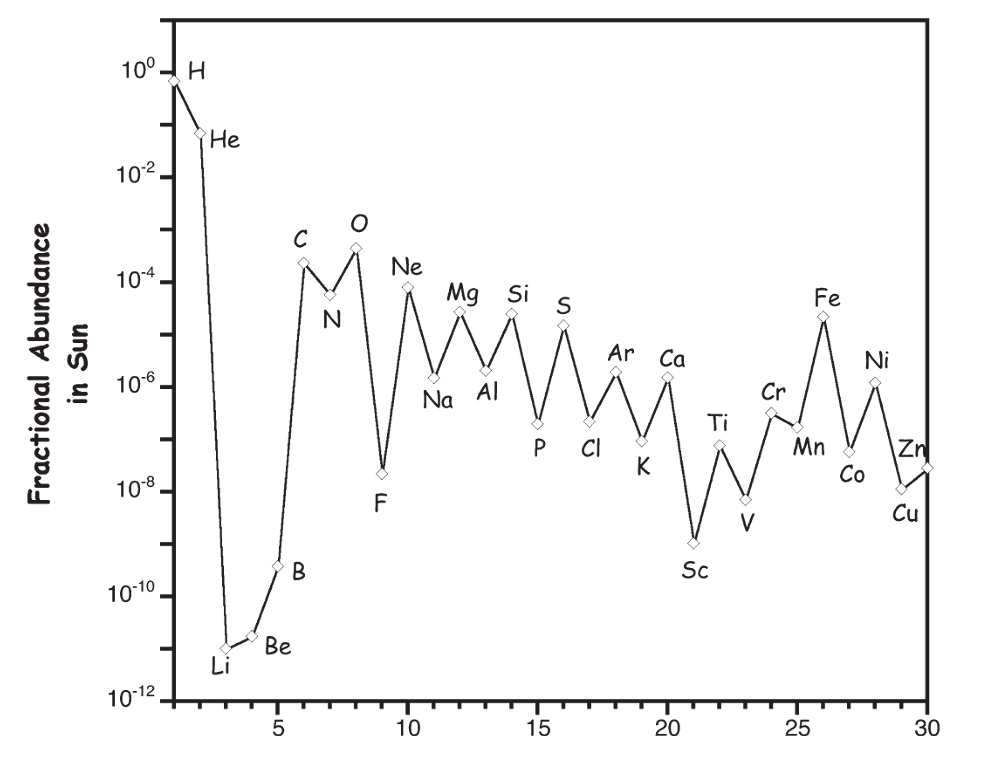 10^0
H
He
10^-2
O
C
10^-4
Ne
Mg
Si
S
Fe
N
Fractional Abundance
in Sun
10^-6
Na
Al
Ar
Ca
Ni
Cr
Ti
P
Cl
K
Mn
Co
Zn
10^-8
F
V
Cu
B
Sc
10^-10
Li
Be
10^-12
5 10 15 20 25 30